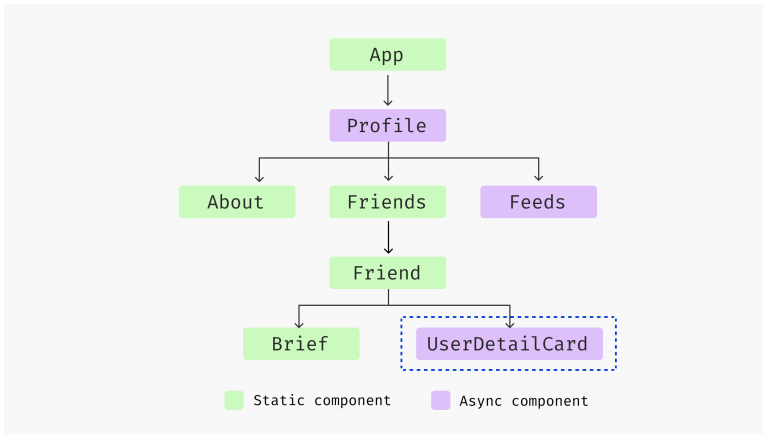 App
Profile
About
Friends
Feeds
Friend
Brief
UserDetailCard
Static component
Async component